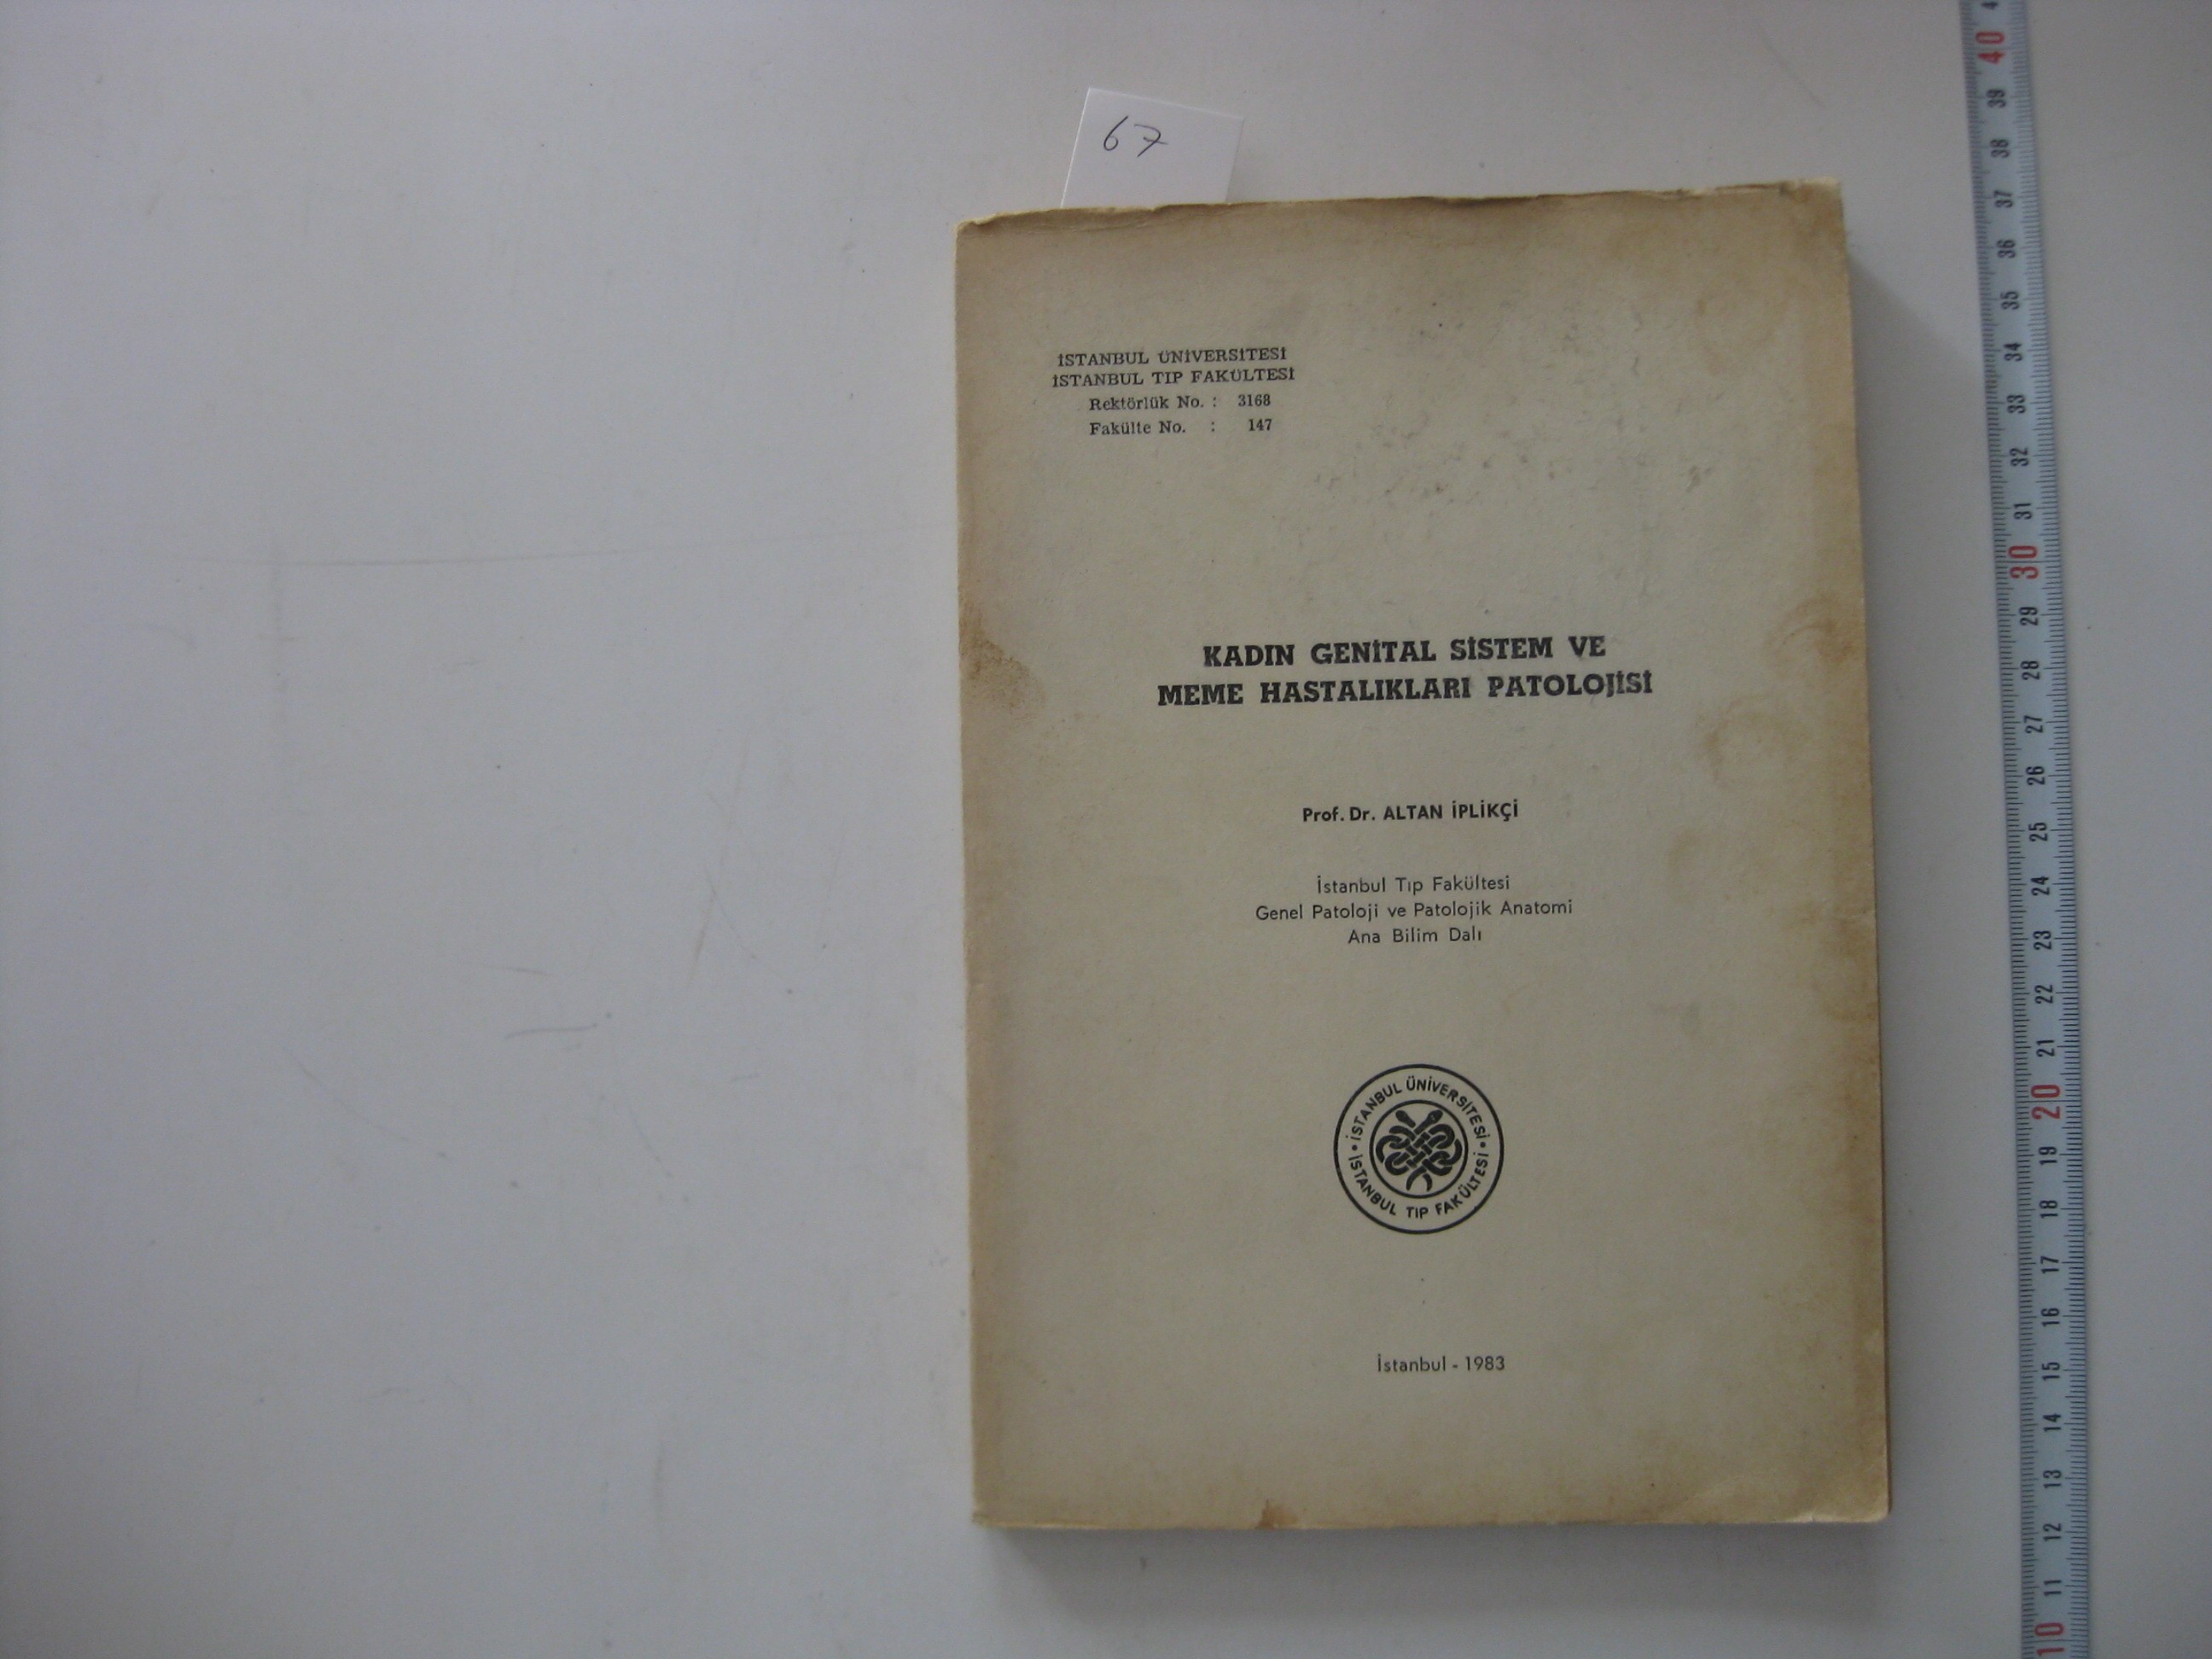 67
İSTANBUL ÜNİVERSİTESİ
İSTANBUL TIP FAKÜLTESİ
Rektörlük No. : 3168
Fakülte No. : 147
KADIN GENİTAL SİSTEM VE
MEME HASTALIKLARI PATOLOJİSİ
Prof. Dr. ALTAN İPLİKÇİ
İstanbul Tıp Fakültesi
Genel Patoloji ve Patolojik Anatomi
Ana Bilim Dalı
İSTANBUL ÜNİVERSİTESİ
İSTANBUL TIP FAKÜLTESİ
İstanbul - 1983
40
39
38
37
36
35
34
33
32
31
30
29
28
27
26
25
24
23
22
21
20
19
18
17
16
15
14
13
12
11
10